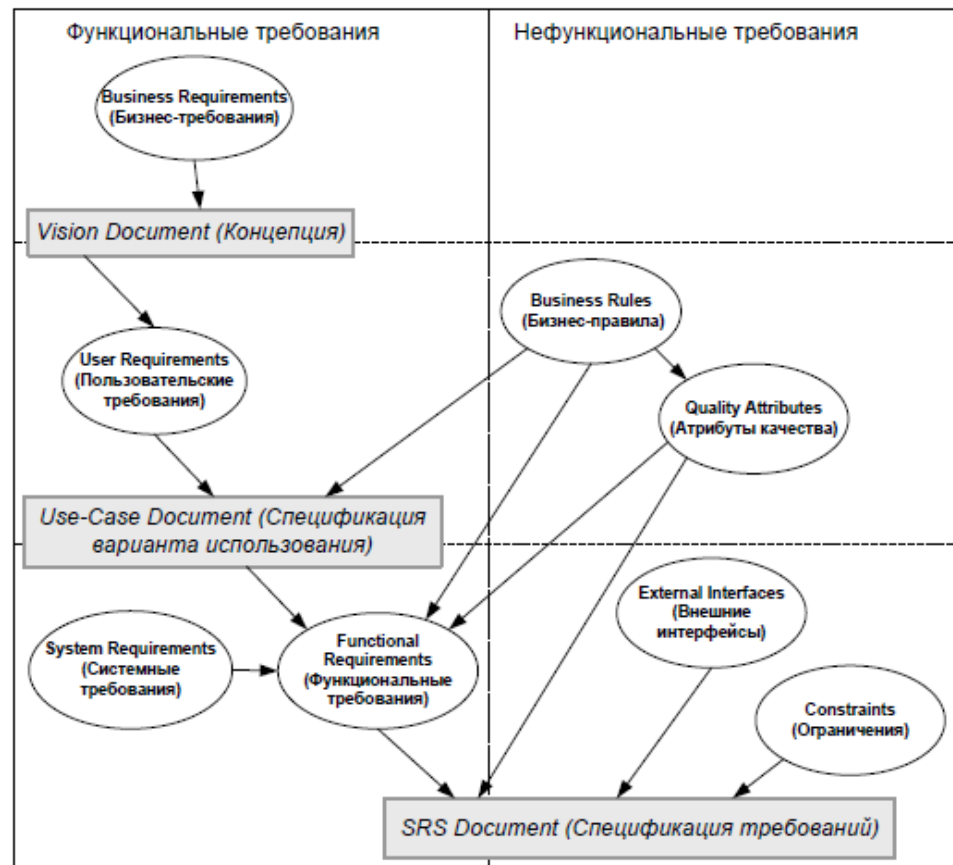 Функциональные требования
Нефункциональные требования
Business Requirements
(Бизнес-требования)
Vision Document (Концепция)
Business Rules
(Бизнес-правила)
User Requirements
(Пользовательские
требования)
Quality Attributes
(Атрибуты качества)
Use-Case Document (Спецификация
варианта использования)
External Interfaces
(Внешние
интерфейсы)
System Requirements
(Системные
требования)
Functional
Requirements
(Функциональные
требования)
Constraints
(Ограничения)
SRS Document (Спецификация требований)